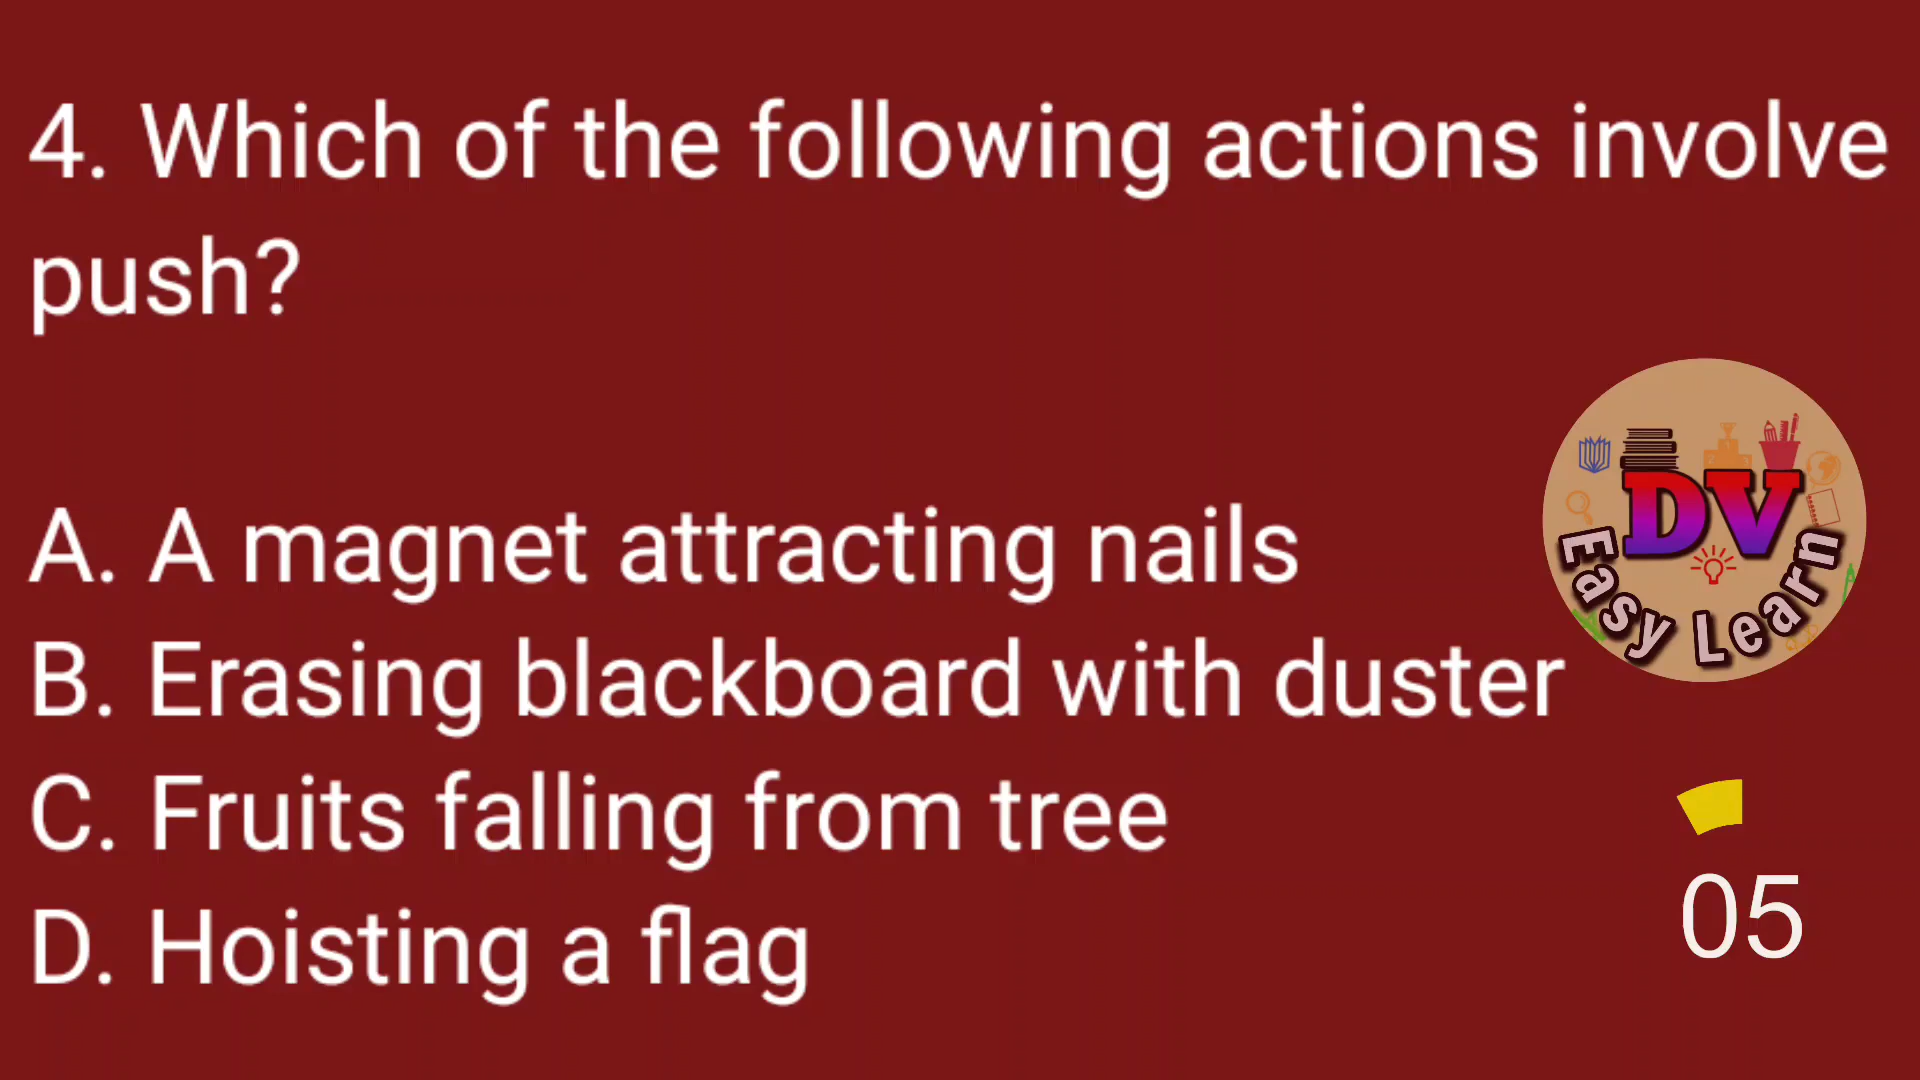 4. Which of the following actions involve
push?
A. A magnet attracting nails
B. Erasing blackboard with duster
C. Fruits falling from tree
D. Hoisting a flag
DV
Easy Learn
05